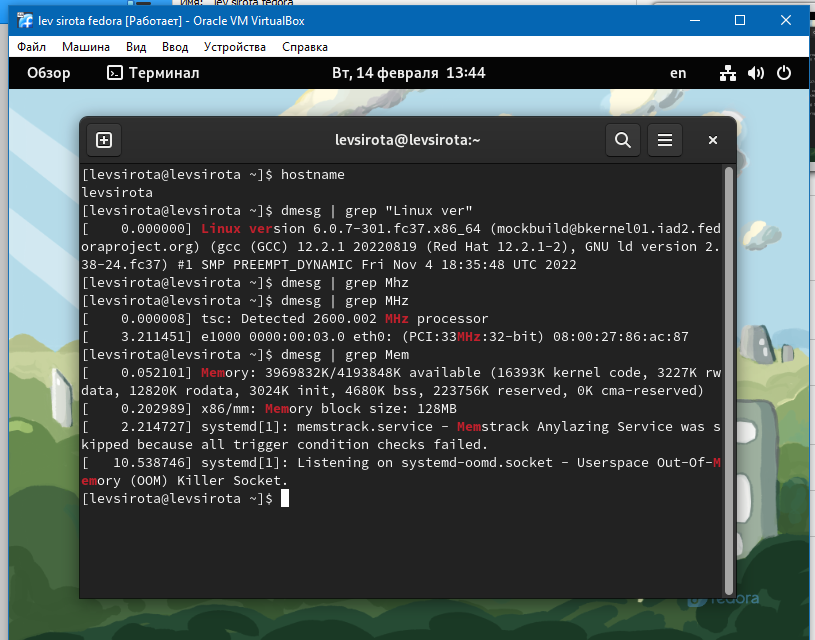 Имя: lev sirota fedora
lev sirota fedora [Работает] - Oracle VM VirtualBox
Файл Машина Вид Ввод Устройства Справка
Обзор Терминал Вт, 14 февраля 13:44 en
levsirota@levsirota:~
[levsirota@levsirota ~]$ hostname
levsirota
[levsirota@levsirota ~]$ dmesg | grep "Linux ver"
[    0.000000] Linux version 6.0.7-301.fc37.x86_64 (mockbuild@bkernel01.iad2.fed
oraproject.org) (gcc (GCC) 12.2.1 20220819 (Red Hat 12.2.1-2), GNU ld version 2.
38-24.fc37) #1 SMP PREEMPT_DYNAMIC Fri Nov 4 18:35:48 UTC 2022
[levsirota@levsirota ~]$ dmesg | grep Mhz
[levsirota@levsirota ~]$ dmesg | grep MHz
[    0.000008] tsc: Detected 2600.002 MHz processor
[    3.211451] e1000 0000:00:03.0 eth0: (PCI:33MHz:32-bit) 08:00:27:86:ac:87
[levsirota@levsirota ~]$ dmesg | grep Mem
[    0.052101] Memory: 3969832K/4193848K available (16393K kernel code, 3227K rw
data, 12820K rodata, 3024K init, 4680K bss, 223756K reserved, 0K cma-reserved)
[    0.202989] x86/mm: Memory block size: 128MB
[    2.214727] systemd[1]: memstrack.service - Memstrack Anylazing Service was s
kipped because all trigger condition checks failed.
[   10.538746] systemd[1]: Listening on systemd-oomd.socket - Userspace Out-Of-M
emory (OOM) Killer Socket.
[levsirota@levsirota ~]$
fedora